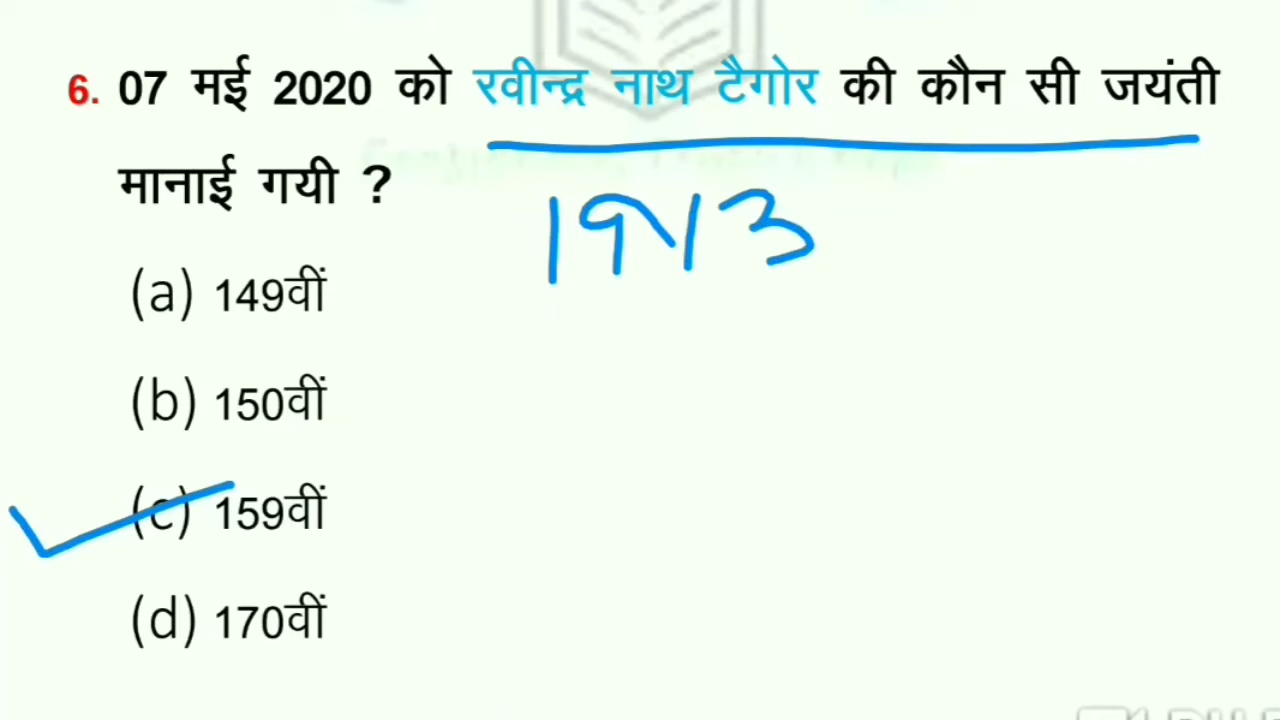 6. 07 मई 2020 को रवीन्द्र नाथ टैगोर की कौन सी जयंती
मानाई गयी ?
1913
(a) 149वीं
(b) 150वीं
(c) 159वीं
(d) 170वीं